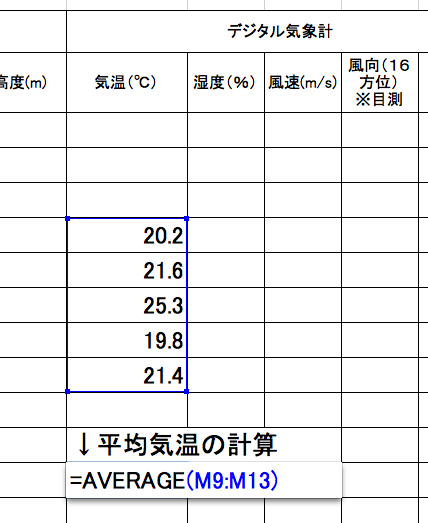 デジタル気象計
高度(m)
気温(℃)
湿度(%)
風速(m/s)
風向(16
方位)
※目測
20.2
21.6
25.3
19.8
21.4
↓平均気温の計算
=AVERAGE(M9:M13)